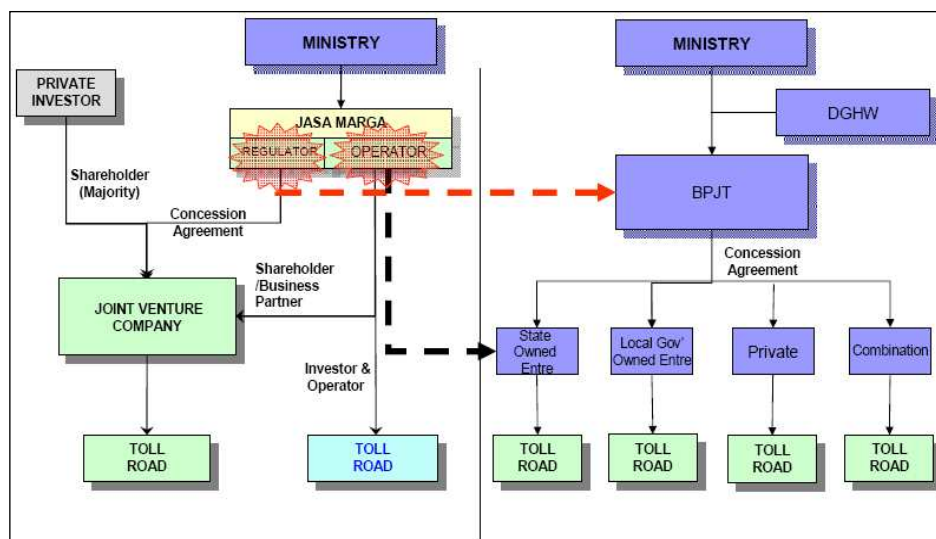 MINISTRY
PRIVATE
INVESTOR
JASA MARGA
REGULATOR
OPERATOR
Shareholder
(Majority)
Concession
Agreement
Shareholder
/Business
Partner
JOINT VENTURE
COMPANY
Investor &
Operator
TOLL
ROAD
TOLL
ROAD
MINISTRY
DGHW
BPJT
Concession
Agreement
State
Owned
Entre
Local Gov'
Owned Entre
Private
Combination
TOLL
ROAD
TOLL
ROAD
TOLL
ROAD
TOLL
ROAD